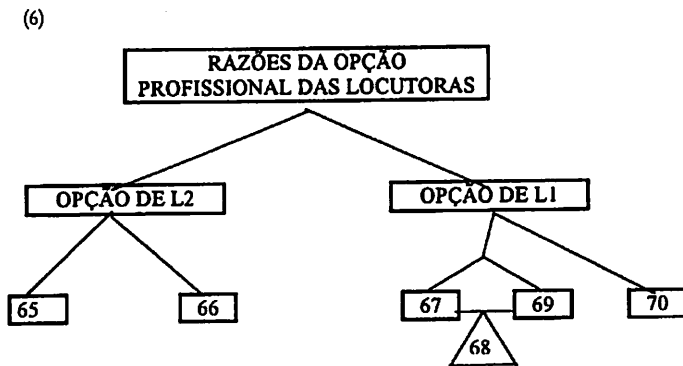 (6)
RAZÕES DA OPÇÃO
PROFISSIONAL DAS LOCUTORAS
OPÇÃO DE L2
OPÇÃO DE L1
65
66
67
69
70
68